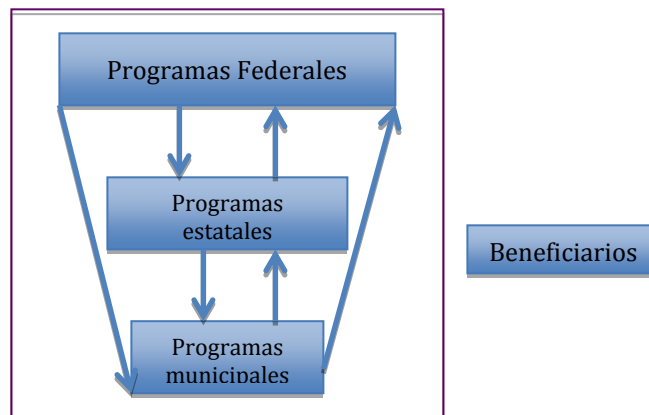 Programas Federales
Programas
estatales
Beneficiarios
Programas
municipales